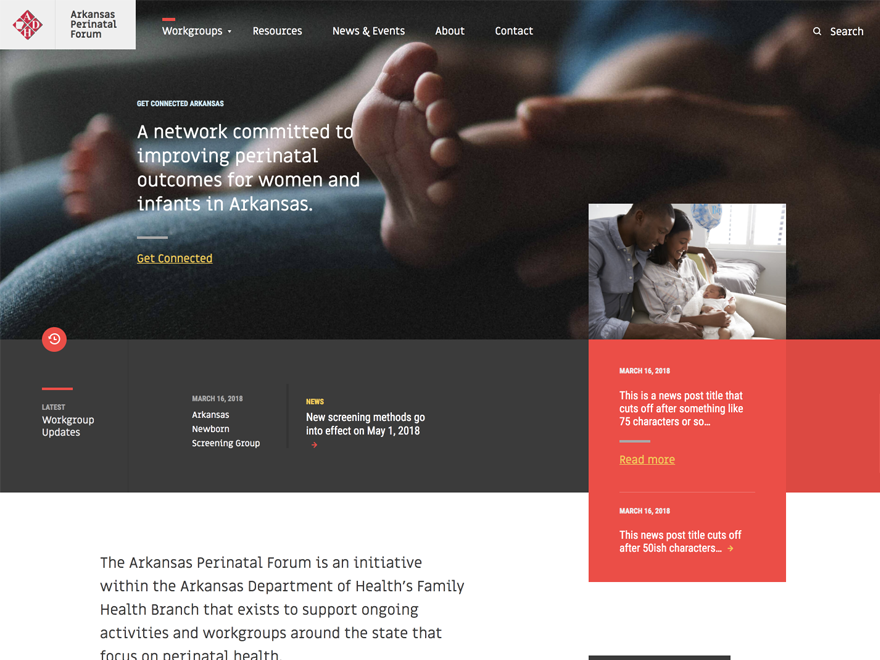 Arkansas
Perinatal
Forum
Workgroups
Resources
News & Events
About
Contact
Search
GET CONNECTED ARKANSAS
A network committed to
improving perinatal
outcomes for women and
infants in Arkansas.
Get Connected
LATEST
Workgroup
Updates
MARCH 16, 2018
Arkansas
Newborn
Screening Group
NEWS
New screening methods go
into effect on May 1, 2018
MARCH 16, 2018
This is a news post title that
cuts off after something like
75 characters or so...
Read more
MARCH 16, 2018
This news post title cuts off
after 50ish characters...
The Arkansas Perinatal Forum is an initiative
within the Arkansas Department of Health's Family
Health Branch that exists to support ongoing
activities and workgroups around the state that
focus on perinatal health.